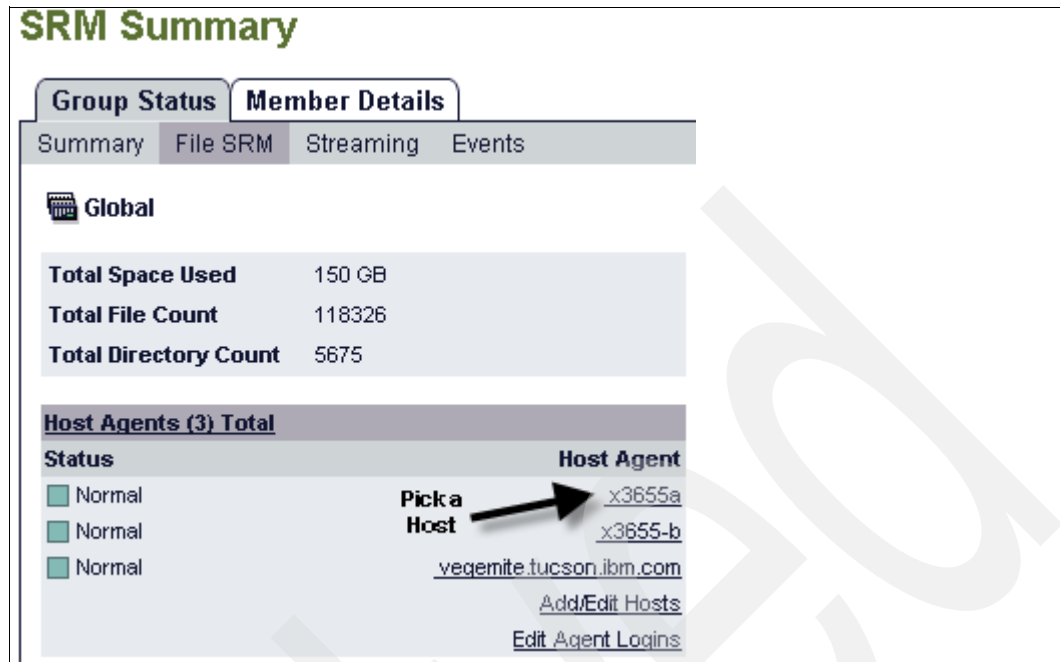 SRM Summary
Group Status Member Details
Summary File SRM Streaming Events
Global
Total Space Used 150 GB
Total File Count 118326
Total Directory Count 5675
Host Agents (3) Total
Status Host Agent
Normal x3655a
Pick a
Host
Normal x3655-b
Normal vegemite.tucson.ibm.com
Add/Edit Hosts
Edit Agent Logins